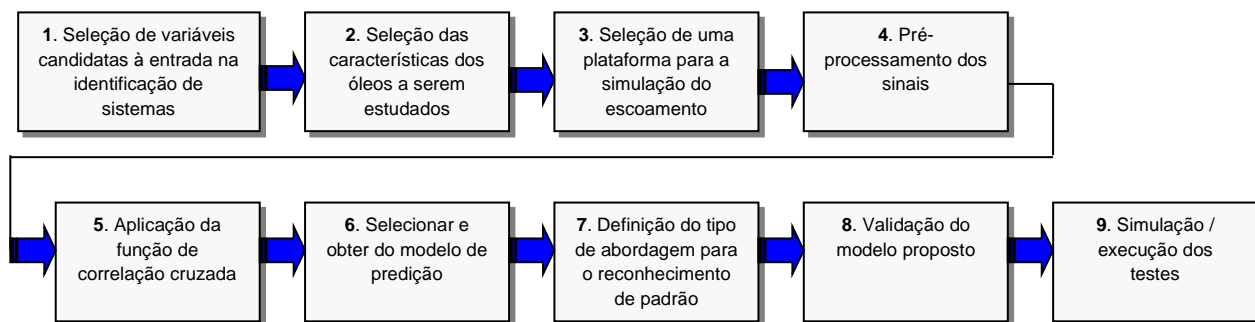 1. Seleção de variáveis
candidatas à entrada na
identificação de
sistemas
2. Seleção das
características dos
óleos a serem
estudados
3. Seleção de uma
plataforma para a
simulação do
escoamento
4. Pré-
processamento dos
sinais
5. Aplicação da
função de
correlação cruzada
6. Selecionar e
obter do modelo de
predição
7. Definição do tipo
de abordagem para
o reconhecimento
de padrão
8. Validação do
modelo proposto
9. Simulação /
execução dos
testes